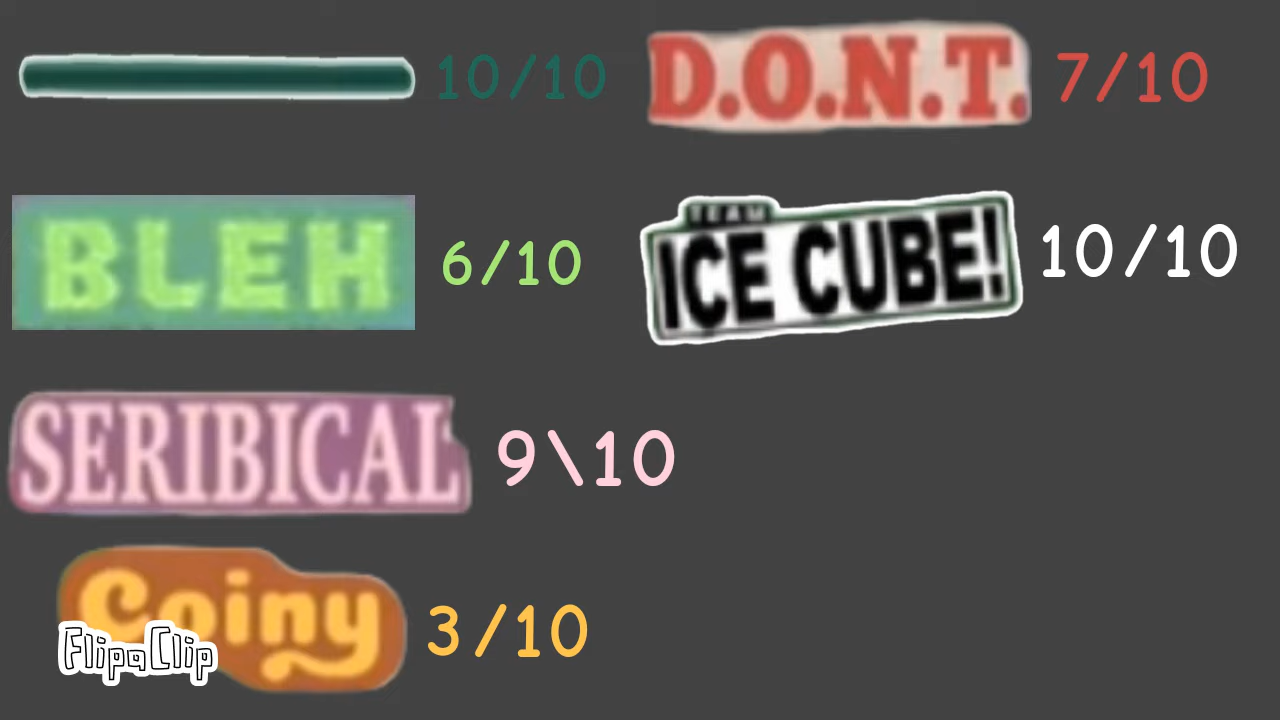 10/10
D.O.N.T. 7/10
BLEH 6/10
TEAM
ICE CUBE! 10/10
SERIBICAL 9\10
Coiny 3/10
FlipaClip